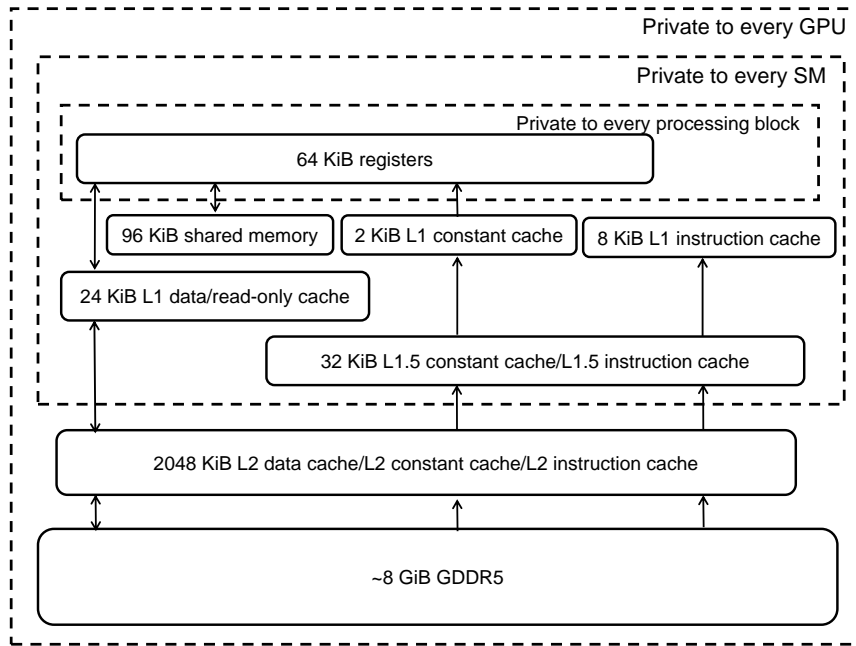 Private to every GPU
Private to every SM
Private to every processing block
64 KiB registers
96 KiB shared memory
2 KiB L1 constant cache
8 KiB L1 instruction cache
24 KiB L1 data/read-only cache
32 KiB L1.5 constant cache/L1.5 instruction cache
2048 KiB L2 data cache/L2 constant cache/L2 instruction cache
~8 GiB GDDR5